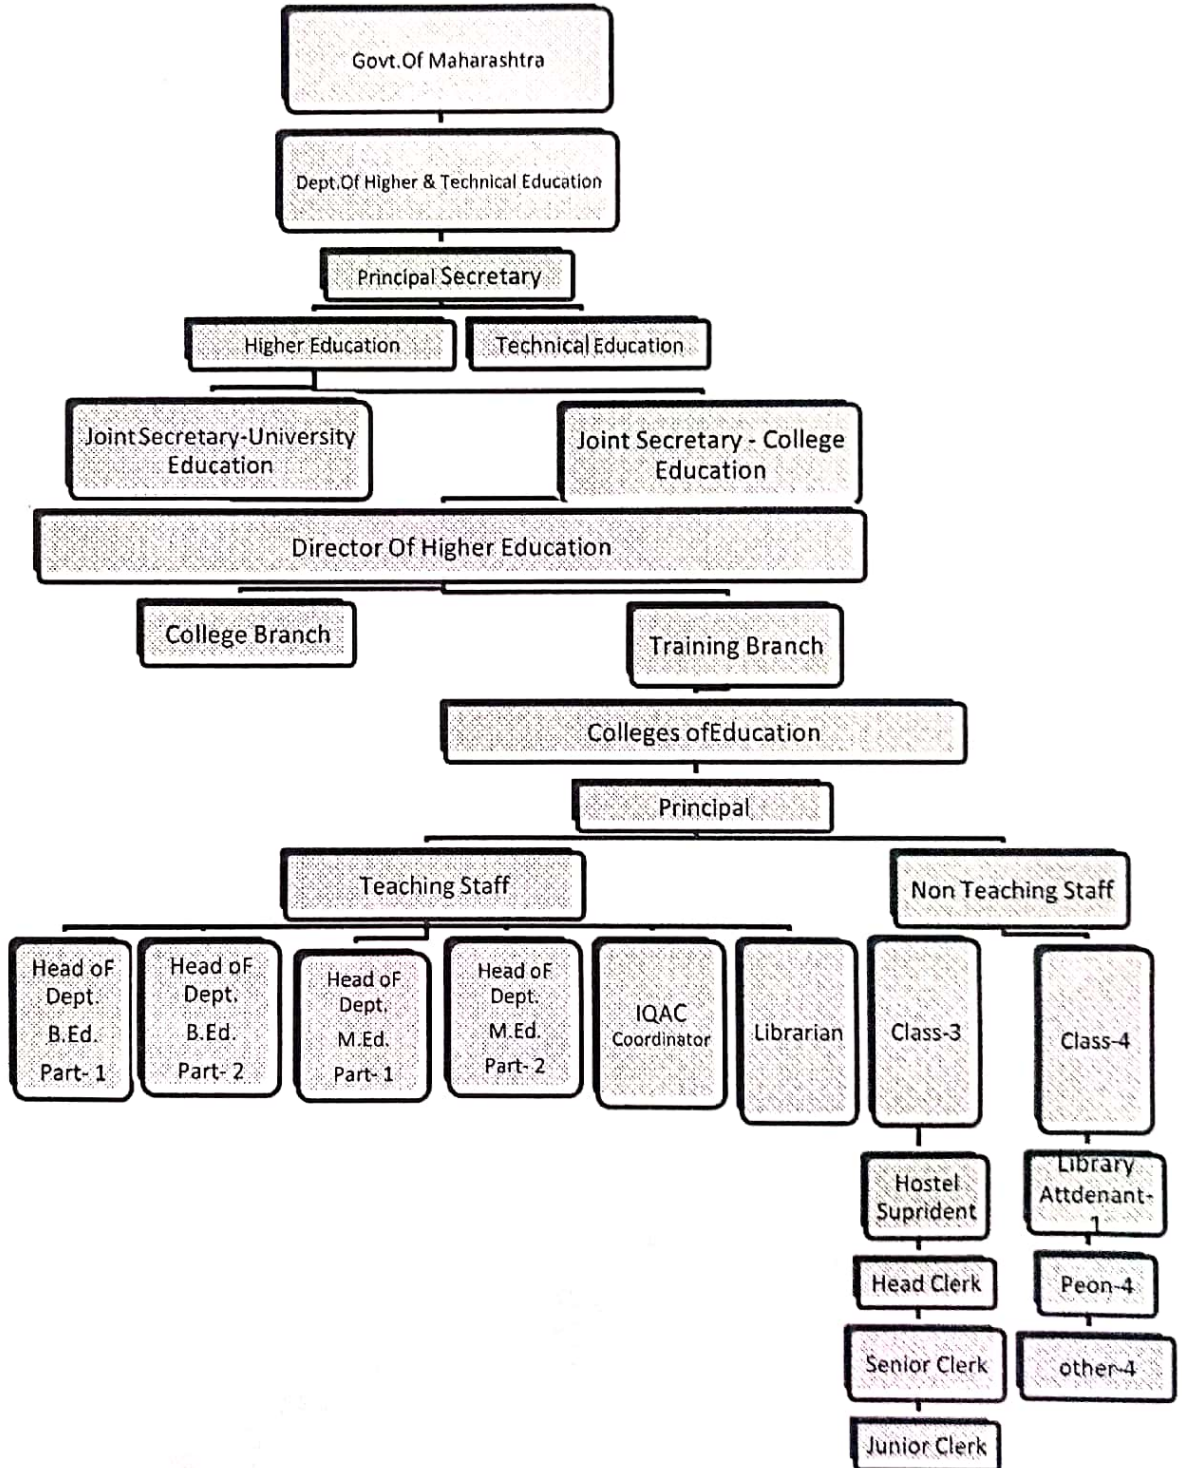 Govt.Of Maharashtra
Dept.Of Higher & Technical Education
Principal Secretary
Higher Education
Technical Education
Joint Secretary-University
Education
Joint Secretary - College
Education
Director Of Higher Education
College Branch
Training Branch
Colleges ofEducation
Principal
Teaching Staff
Non Teaching Staff
Head oF
Dept.
B.Ed.
Part- 1
Head oF
Dept.
B.Ed.
Part- 2
Head oF
Dept.
M.Ed.
Part- 1
Head oF
Dept.
M.Ed.
Part- 2
IQAC
Coordinator
Librarian
Class-3
Class-4
Hostel
Suprident
Head Clerk
Senior Clerk
Junior Clerk
Library
Attdenant-
1
Peon-4
other-4